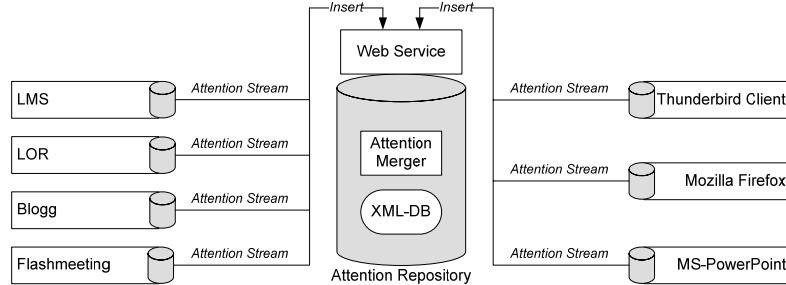 Insert
Insert
Web Service
LMS
Attention Stream
Attention Stream
Thunderbird Client
LOR
Attention Stream
Attention
Merger
Attention Stream
Mozilla Firefox
Blogg
Attention Stream
XML-DB
Flashmeeting
Attention Stream
Attention Stream
MS-PowerPoint
Attention Repository